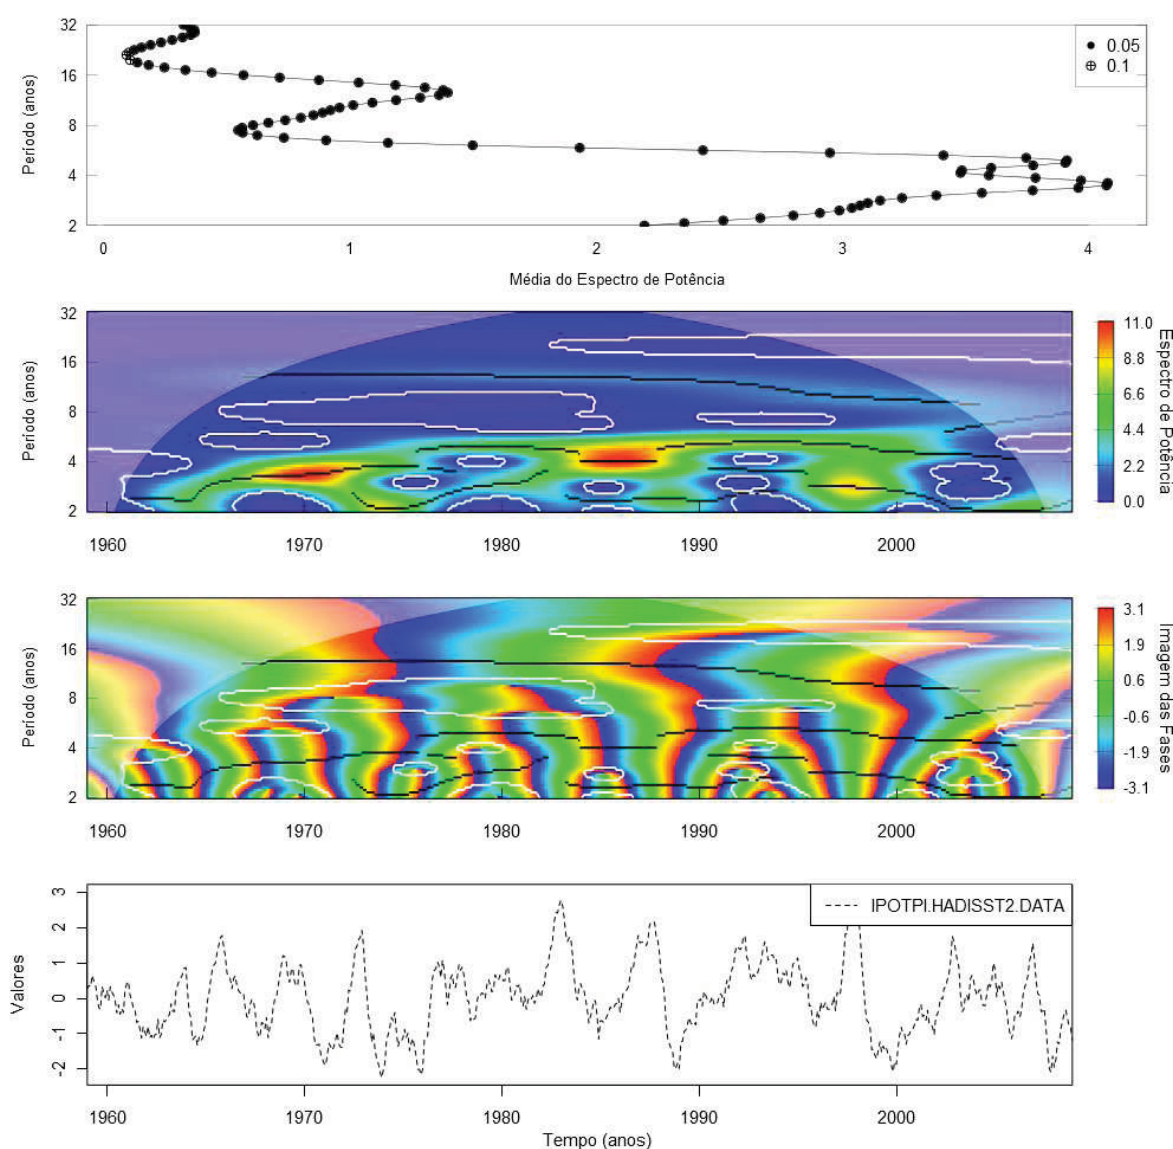 32
16
8
4
2
Período (anos)
0.05
0.1
0 1 2 3 4
Média do Espectro de Potência
32
16
8
4
2
Período (anos)
1960 1970 1980 1990 2000
11.0
8.8
6.6
4.4
2.2
0.0
Espectro de Potência
32
16
8
4
2
Período (anos)
1960 1970 1980 1990 2000
3.1
1.9
0.6
-0.6
-1.9
-3.1
Imagem das Fases
3
2
1
0
-1
-2
Valores
IPOTPI.HADISST2.DATA
1960 1970 1980 1990 2000
Tempo (anos)